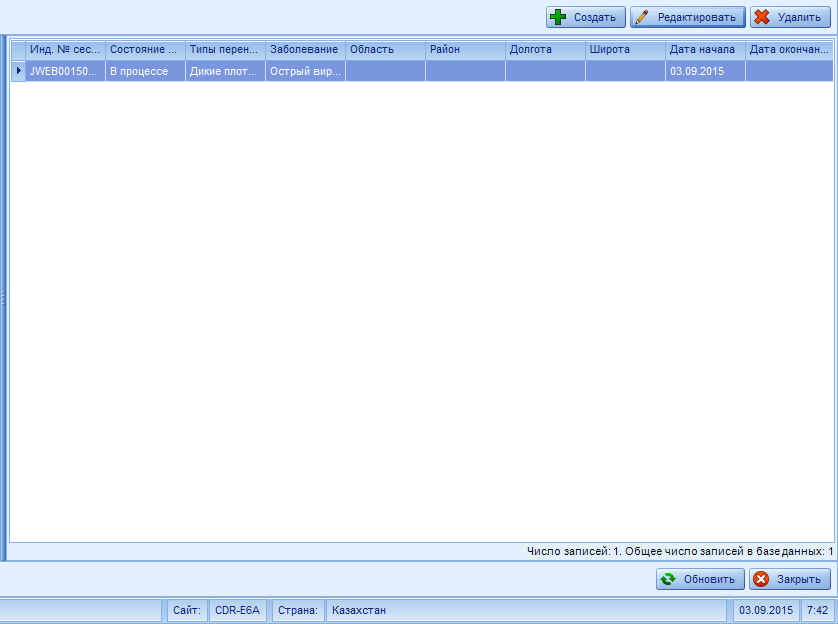 Создать Редактировать Удалить
Инд. № сес... Состояние ... Типы перен... Заболевание Область Район Долгота Широта Дата начала Дата окончан...
JWEB00150... В процессе Дикие плот... Острый вир... 03.09.2015
Число записей: 1. Общее число записей в базе данных: 1
Обновить Закрыть
Сайт: CDR-E6A Страна: Казахстан 03.09.2015 7:42